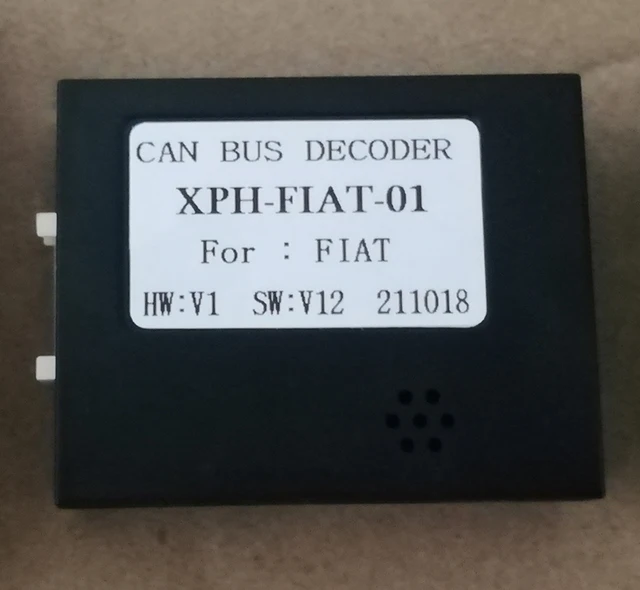 CAN BUS DECODER
XPH-FIAT-01
For : FIAT
HW:V1 SW:V12 211018